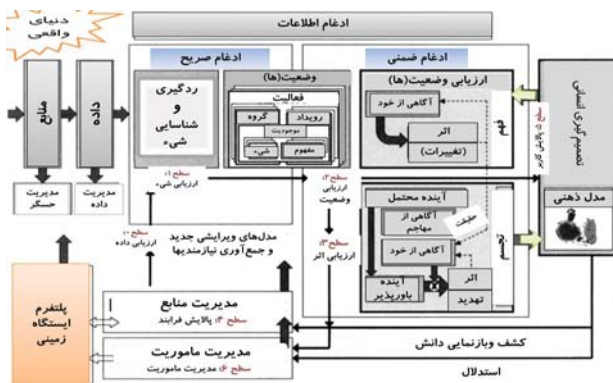 دنیای
واقعی
ادغام اطلاعات
ادغام صریح
ادغام ضمنی
منابع
داده
ردگیری
و
شناسایی
شیء
وضعیت(ها)
فعالیت
گروه
رویداد
موجودیت
شیء
مفهوم
ارزیابی وضعیت(ها)
آگاهی از خود
اثر
(تغییرات)
فهم
تصمیم گیری انسانی
سطح ۵: پالایش کاربر
مدل ذهنی
مدیریت
حسگر
مدیریت
داده
سطح ۱:
ارزیابی شیء
سطح ۲:
ارزیابی
وضعیت
سطح ۰:
ارزیابی داده
مدل‌های ویرایشی جدید
و جمع‌آوری نیازمندیها
سطح ۳:
ارزیابی اثر
آینده محتمل
آگاهی از
مهاجم
آگاهی از خود
حقیقت
تجسم
آینده
باورپذیر
اثر
تهدید
پلتفرم
ایستگاه
زمینی
مدیریت منابع
سطح ۴: پالایش فرایند
مدیریت ماموریت
سطح ۶: مدیریت ماموریت
کشف وبازنمایی دانش
استدلال